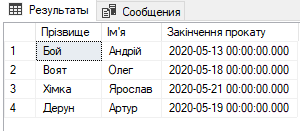 Результаты Сообщения
Прізвище Ім'я Закінчення прокату
1 Бой Андрій 2020-05-13 00:00:00.000
2 Воят Олег 2020-05-18 00:00:00.000
3 Хімка Ярослав 2020-05-21 00:00:00.000
4 Дерун Артур 2020-05-19 00:00:00.000